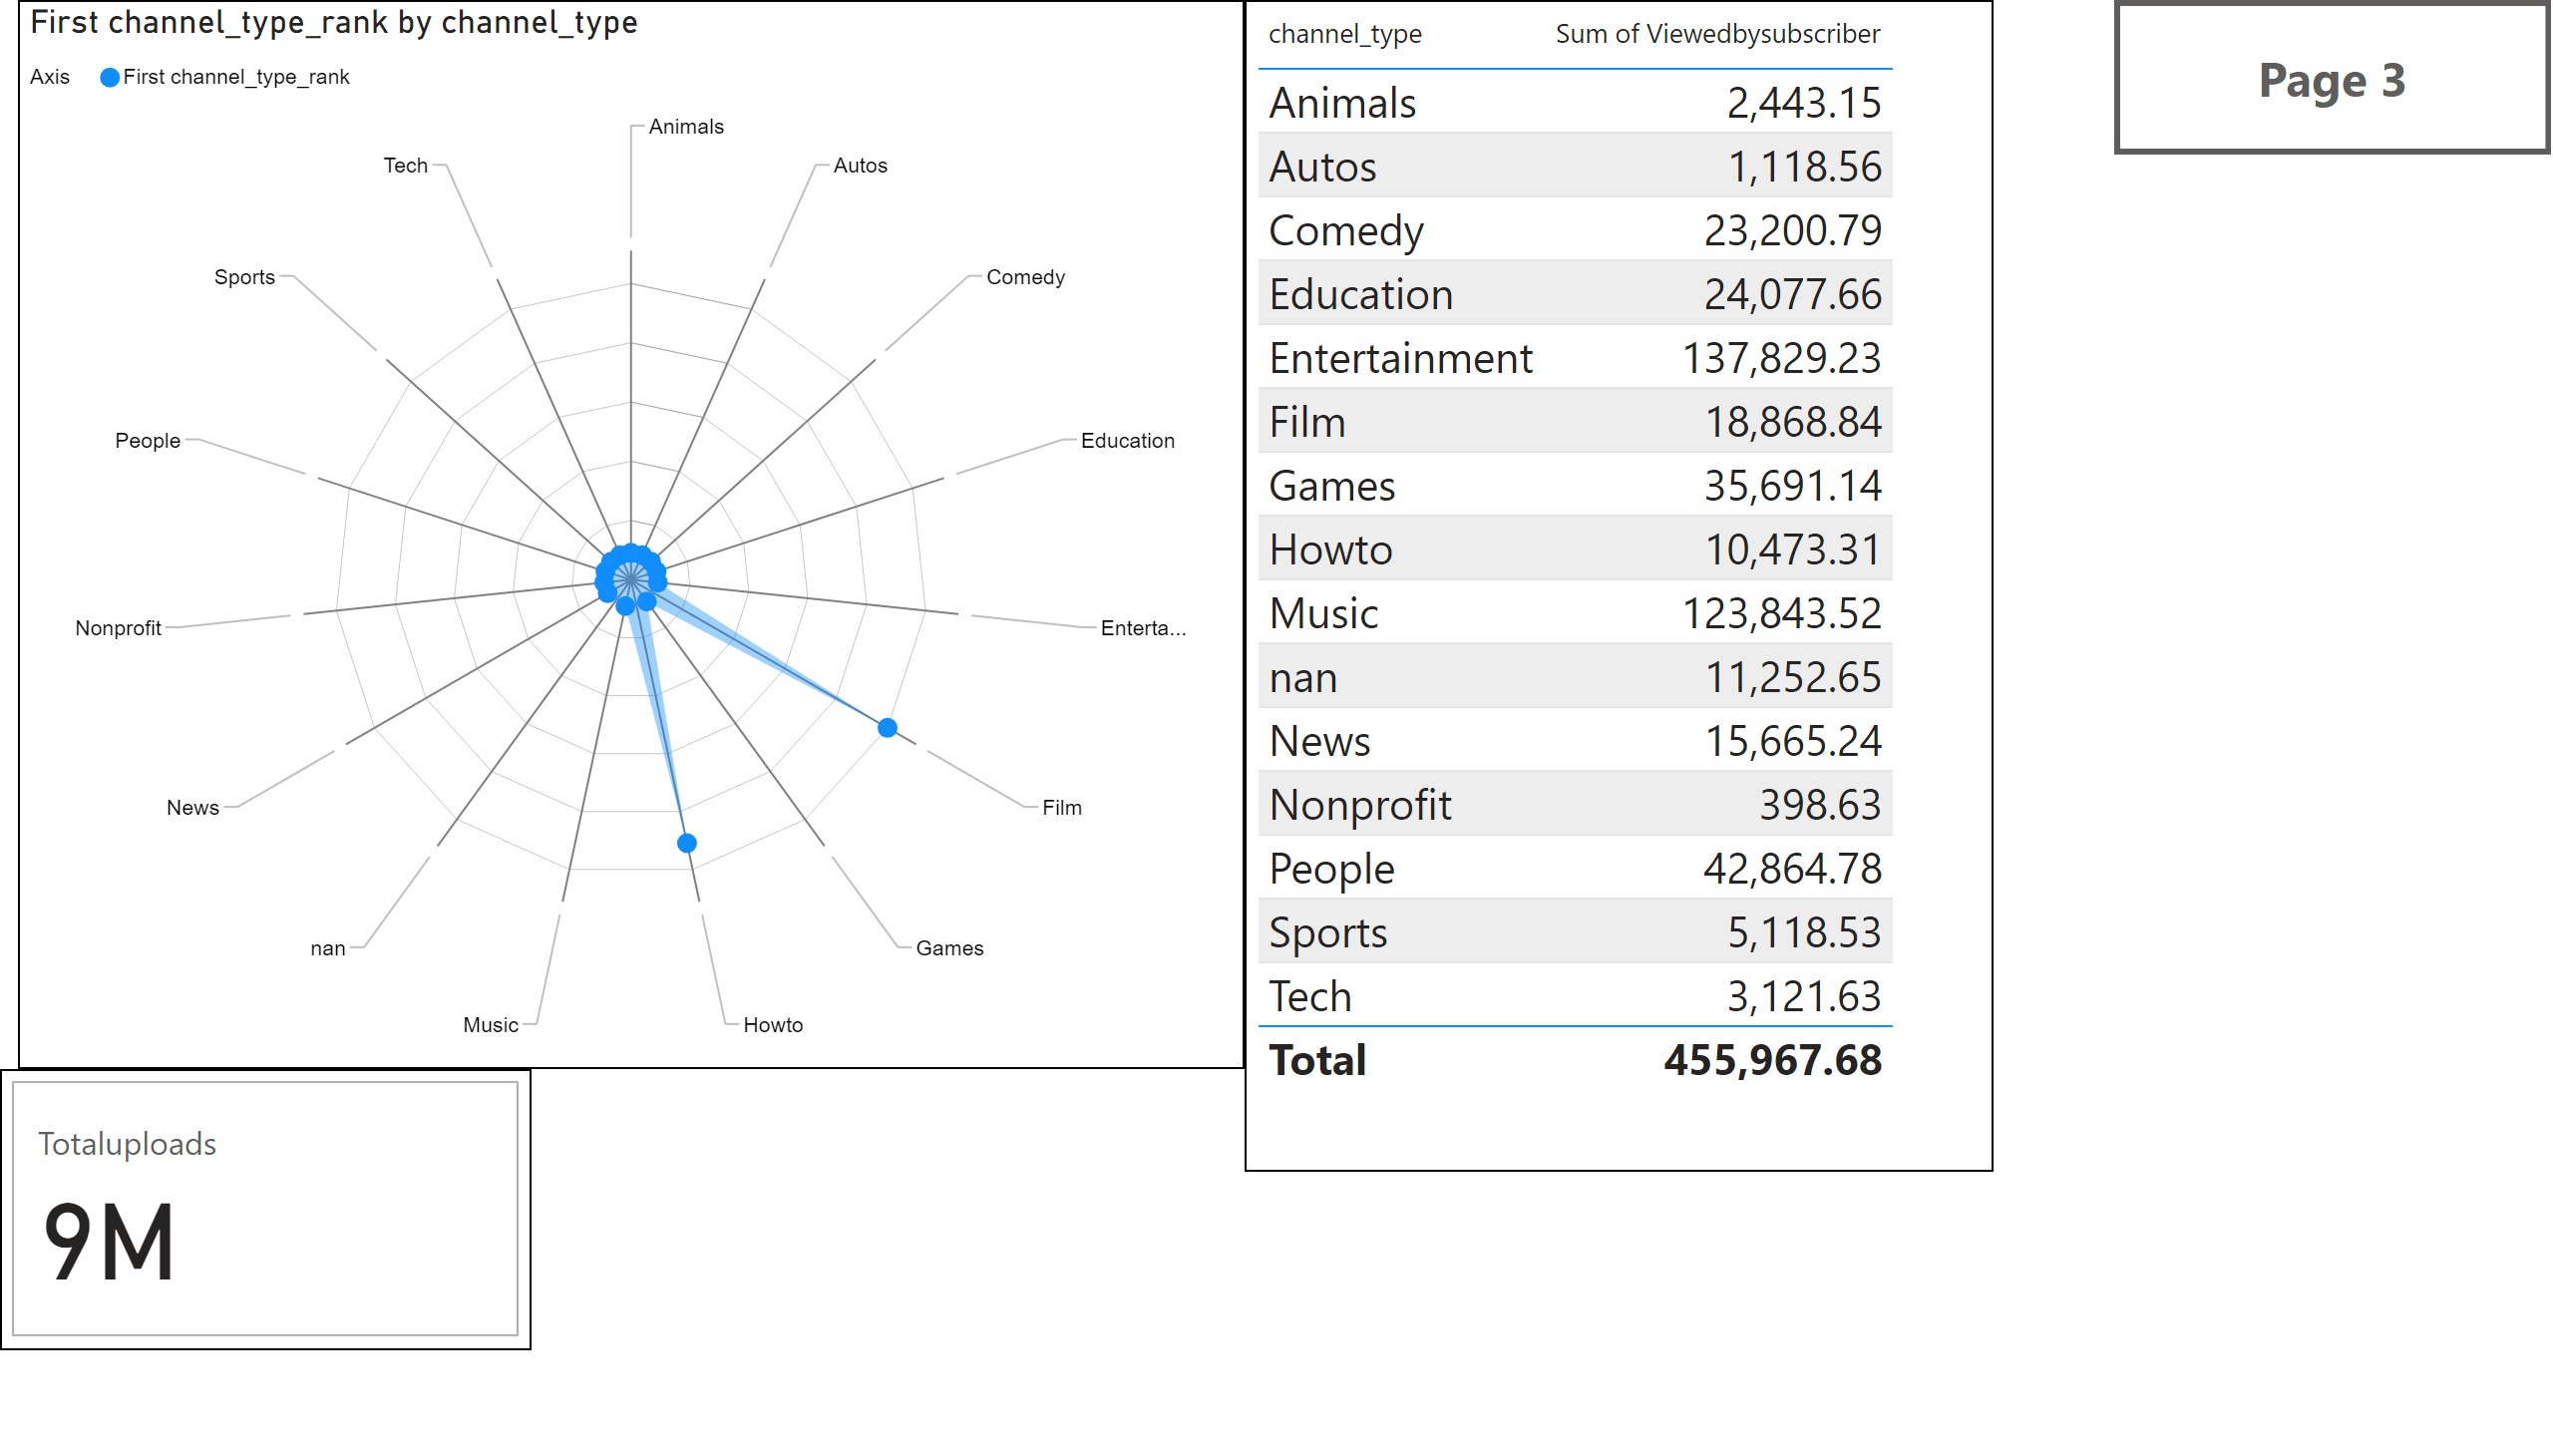 First channel_type_rank by channel_type
Axis First channel_type_rank
Animals
Tech
Autos
Sports
Comedy
People
Education
Nonprofit
Enterta...
News
Film
nan
Games
Music
Howto
channel_type Sum of Viewedbysubscriber
Animals 2,443.15
Autos 1,118.56
Comedy 23,200.79
Education 24,077.66
Entertainment 137,829.23
Film 18,868.84
Games 35,691.14
Howto 10,473.31
Music 123,843.52
nan 11,252.65
News 15,665.24
Nonprofit 398.63
People 42,864.78
Sports 5,118.53
Tech 3,121.63
Total 455,967.68
Page 3
Totaluploads
9M